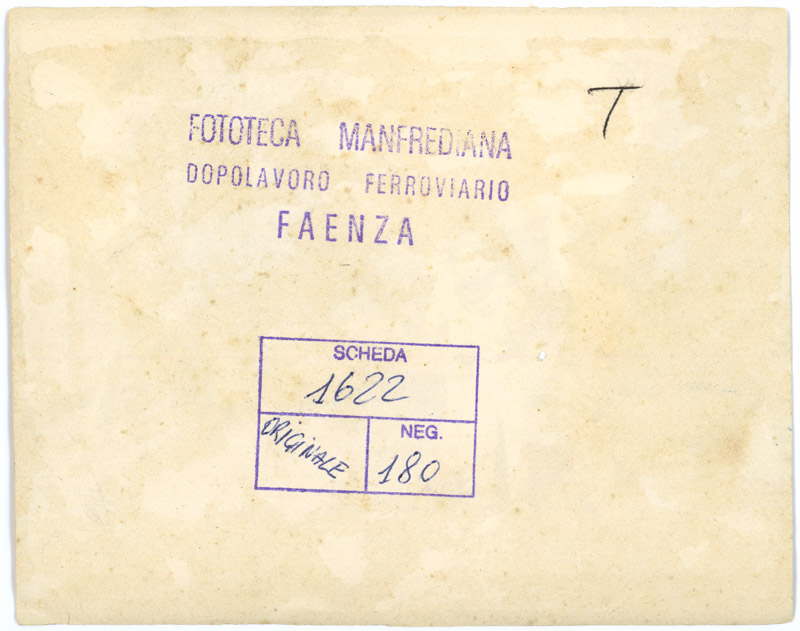 T
FOTOTECA MANFREDIANA
DOPOLAVORO FERROVIARIO
FAENZA
SCHEDA
1622
ORIGINALE
NEG.
180